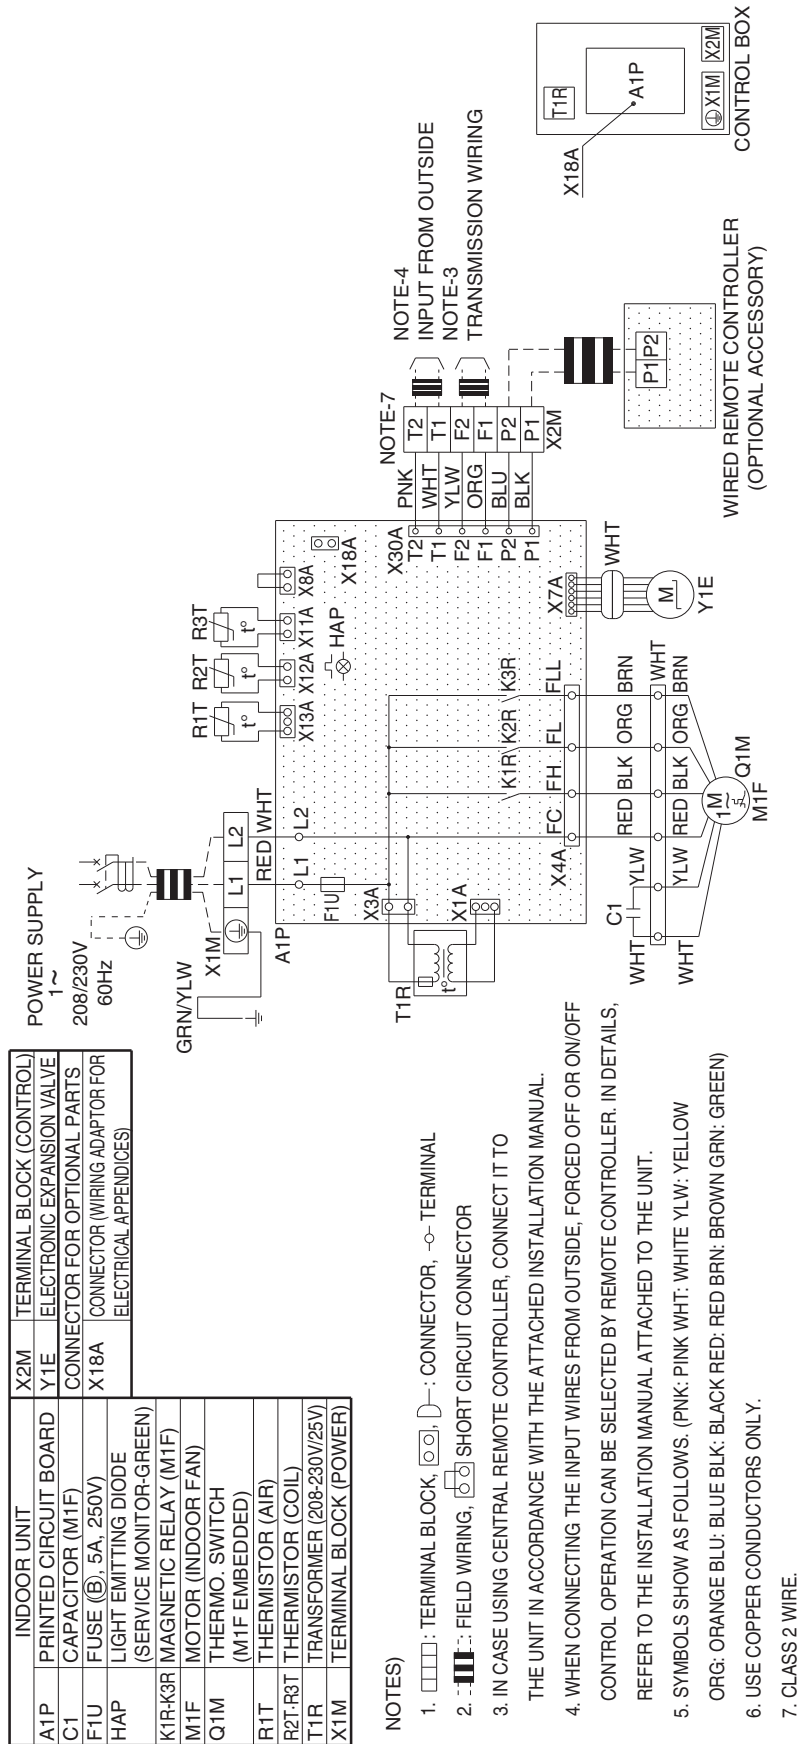 INDOOR UNIT
A1P PRINTED CIRCUIT BOARD
C1 CAPACITOR (M1F)
F1U FUSE (B), 5A, 250V)
HAP LIGHT EMITTING DIODE
(SERVICE MONITOR-GREEN)
K1R-K3R MAGNETIC RELAY (M1F)
M1F MOTOR (INDOOR FAN)
Q1M THERMO. SWITCH
(M1F EMBEDDED)
R1T THERMISTOR (AIR)
R2T·R3T THERMISTOR (COIL)
T1R TRANSFORMER (208-230V/25V)
X1M TERMINAL BLOCK (POWER)
X2M TERMINAL BLOCK (CONTROL)
Y1E ELECTRONIC EXPANSION VALVE
CONNECTOR FOR OPTIONAL PARTS
X18A CONNECTOR (WIRING ADAPTOR FOR
ELECTRICAL APPENDICES)
POWER SUPPLY
1~
208/230V
60Hz
X1M
L1 L2
GRN/YLW
RED WHT
L1 L2
A1P
F1U
X3A
X1A
T1R
t°
R1T R2T R3T
t° t° t°
X13A X12A X11A X8A
HAP
X18A
K1R K2R K3R
X4A FC FH FL FLL
C1
WHT YLW RED BLK ORG BRN
WHT
WHT YLW RED BLK ORG BRN
1~
M
Q1M
M1F
X7A
WHT
M
Y1E
X30A
T2 T1 F2 F1 P2 P1
PNK WHT YLW ORG BLU BLK
NOTE-7
T2 T1 F2 F1 P2 P1
X2M
NOTE-4
INPUT FROM OUTSIDE
NOTE-3
TRANSMISSION WIRING
P1 P2
WIRED REMOTE CONTROLLER
(OPTIONAL ACCESSORY)
X18A
T1R
A1P
X1M X2M
CONTROL BOX
NOTES)
1. : TERMINAL BLOCK, , : CONNECTOR, : TERMINAL
2. : FIELD WIRING, SHORT CIRCUIT CONNECTOR
3. IN CASE USING CENTRAL REMOTE CONTROLLER, CONNECT IT TO
THE UNIT IN ACCORDANCE WITH THE ATTACHED INSTALLATION MANUAL.
4. WHEN CONNECTING THE INPUT WIRES FROM OUTSIDE, FORCED OFF OR ON/OFF
CONTROL OPERATION CAN BE SELECTED BY REMOTE CONTROLLER. IN DETAILS,
REFER TO THE INSTALLATION MANUAL ATTACHED TO THE UNIT.
5. SYMBOLS SHOW AS FOLLOWS. (PNK: PINK WHT: WHITE YLW: YELLOW
ORG: ORANGE BLU: BLUE BLK: BLACK RED: RED BRN: BROWN GRN: GREEN)
6. USE COPPER CONDUCTORS ONLY.
7. CLASS 2 WIRE.